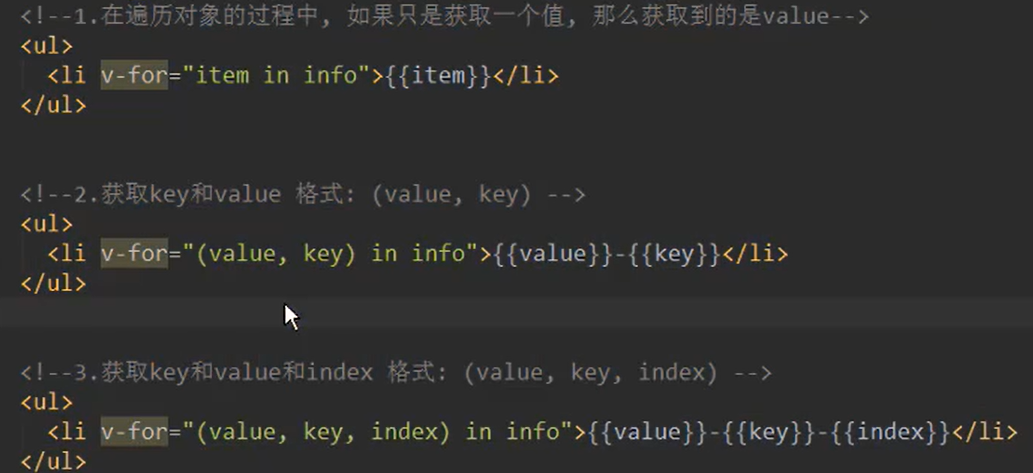 <!--1.在遍历对象的过程中, 如果只是获取一个值, 那么获取到的是value-->
<ul>
<li v-for="item in info">{{item}}</li>
</ul>
<!--2.获取key和value 格式: (value, key) -->
<ul>
<li v-for="(value, key) in info">{{value}}-{{key}}</li>
</ul>
<!--3.获取key和value和index 格式: (value, key, index) -->
<ul>
<li v-for="(value, key, index) in info">{{value}}-{{key}}-{{index}}</li>
</ul>